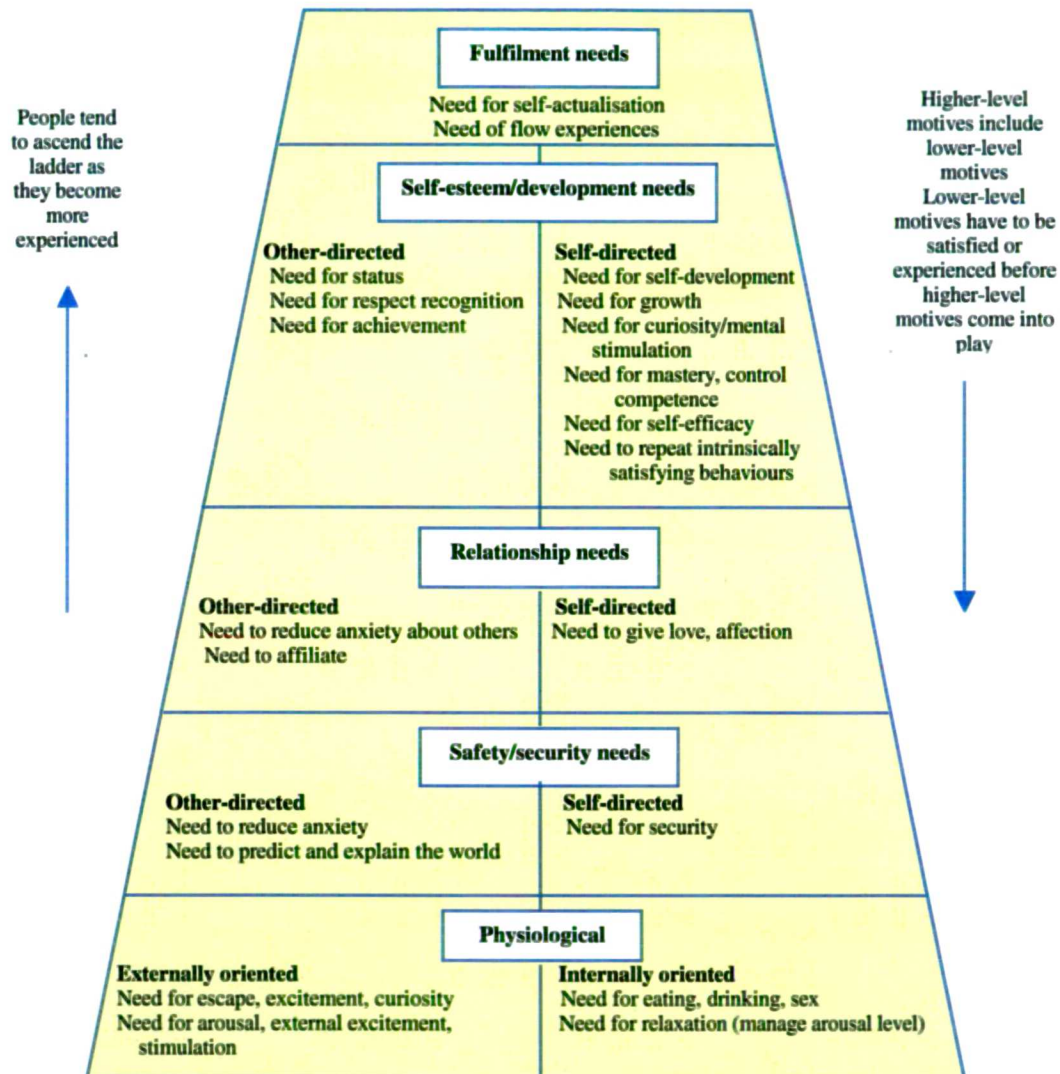 Fulfilment needs
Need for self-actualisation
Need of flow experiences
People tend
to ascend the
ladder as
they become
more
experienced
Higher-level
motives include
lower-level
motives
Lower-level
motives have to be
satisfied or
experienced before
higher-level
motives come into
play
Self-esteem/development needs
Other-directed
Need for status
Need for respect recognition
Need for achievement
Self-directed
Need for self-development
Need for growth
Need for curiosity/mental
stimulation
Need for mastery, control
competence
Need for self-efficacy
Need to repeat intrinsically
satisfying behaviours
Relationship needs
Other-directed
Need to reduce anxiety about others
Need to affiliate
Self-directed
Need to give love, affection
Safety/security needs
Other-directed
Need to reduce anxiety
Need to predict and explain the world
Self-directed
Need for security
Physiological
Externally oriented
Need for escape, excitement, curiosity
Need for arousal, external excitement,
stimulation
Internally oriented
Need for eating, drinking, sex
Need for relaxation (manage arousal level)